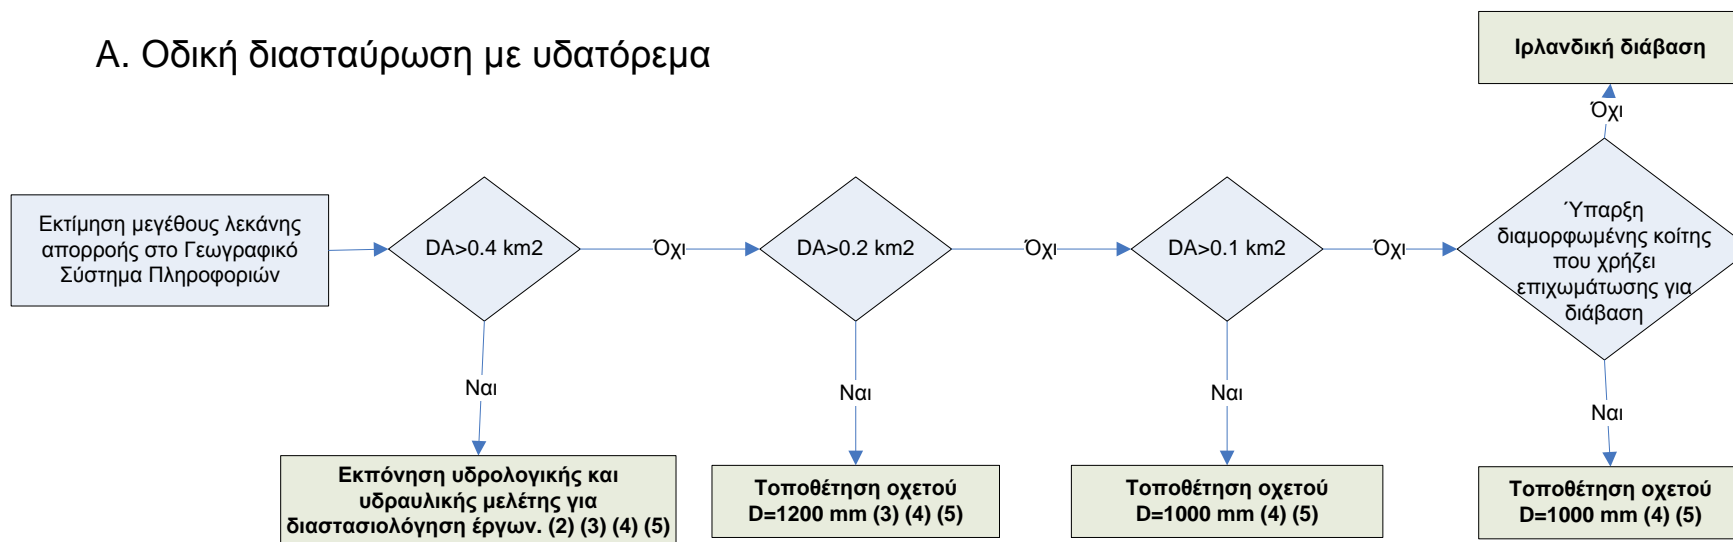 Α. Οδική διασταύρωση με υδατόρεμα
Ιρλανδική διάβαση
Όχι
Εκτίμηση μεγέθους λεκάνης
απορροής στο Γεωγραφικό
Σύστημα Πληροφοριών
DA>0.4 km2
Όχι
DA>0.2 km2
Όχι
DA>0.1 km2
Όχι
Ύπαρξη
διαμορφωμένης κοίτης
που χρήζει
επιχωμάτωσης για
διάβαση
Ναι
Ναι
Ναι
Ναι
Εκπόνηση υδρολογικής και
υδραυλικής μελέτης για
διαστασιολόγηση έργων. (2) (3) (4) (5)
Τοποθέτηση οχετού
D=1200 mm (3) (4) (5)
Τοποθέτηση οχετού
D=1000 mm (4) (5)
Τοποθέτηση οχετού
D=1000 mm (4) (5)